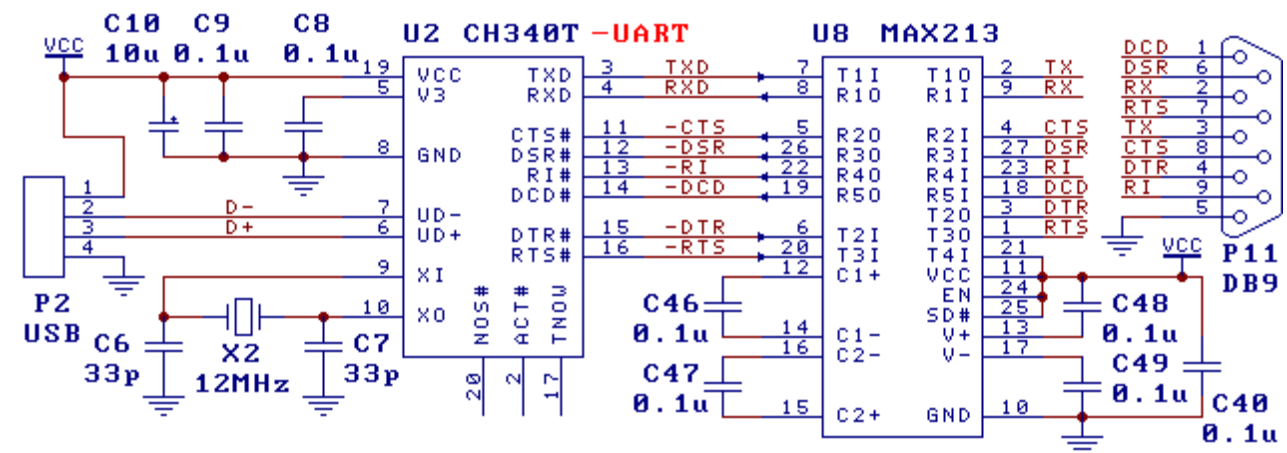 C10 C9 C8
VCC 10u 0.1u 0.1u
U2 CH340T -UART
U8 MAX213
19 VCC TXD 3 TXD 7 T1I T1O 2 TX
5 V3 RXD 4 RXD 8 R1O R1I 9 RX
CTS# 11 -CTS 5 R2O R2I 4 CTS
8 GND DSR# 12 -DSR 26 R3O R3I 27 DSR
RI# 13 -RI 22 R4O R4I 23 RI
DCD# 14 -DCD 19 R5O R5I 18 DCD
T2O 3 DTR
1
2 D- 7 UD-
3 D+ 6 UD+ DTR# 15 -DTR 6 T2I T3O 1 RTS
4 RTS# 16 -RTS 20 T3I T4I 21
P2
USB
9 XI 12 C1+ VCC 11
EN 24
SD# 25
10 XO 14 C1- V+ 13
16 C2- V- 17
15 C2+ GND 10
NOS# ACT# TNOW
20 2 17
C6
33p
X2
12MHz
C7
33p
C46
0.1u
C47
0.1u
C48
0.1u
C49
0.1u
C40
0.1u
VCC
DCD 1
DSR 6
RX 2
RTS 7
TX 3
CTS 8
DTR 4
RI 9
5
P11
DB9